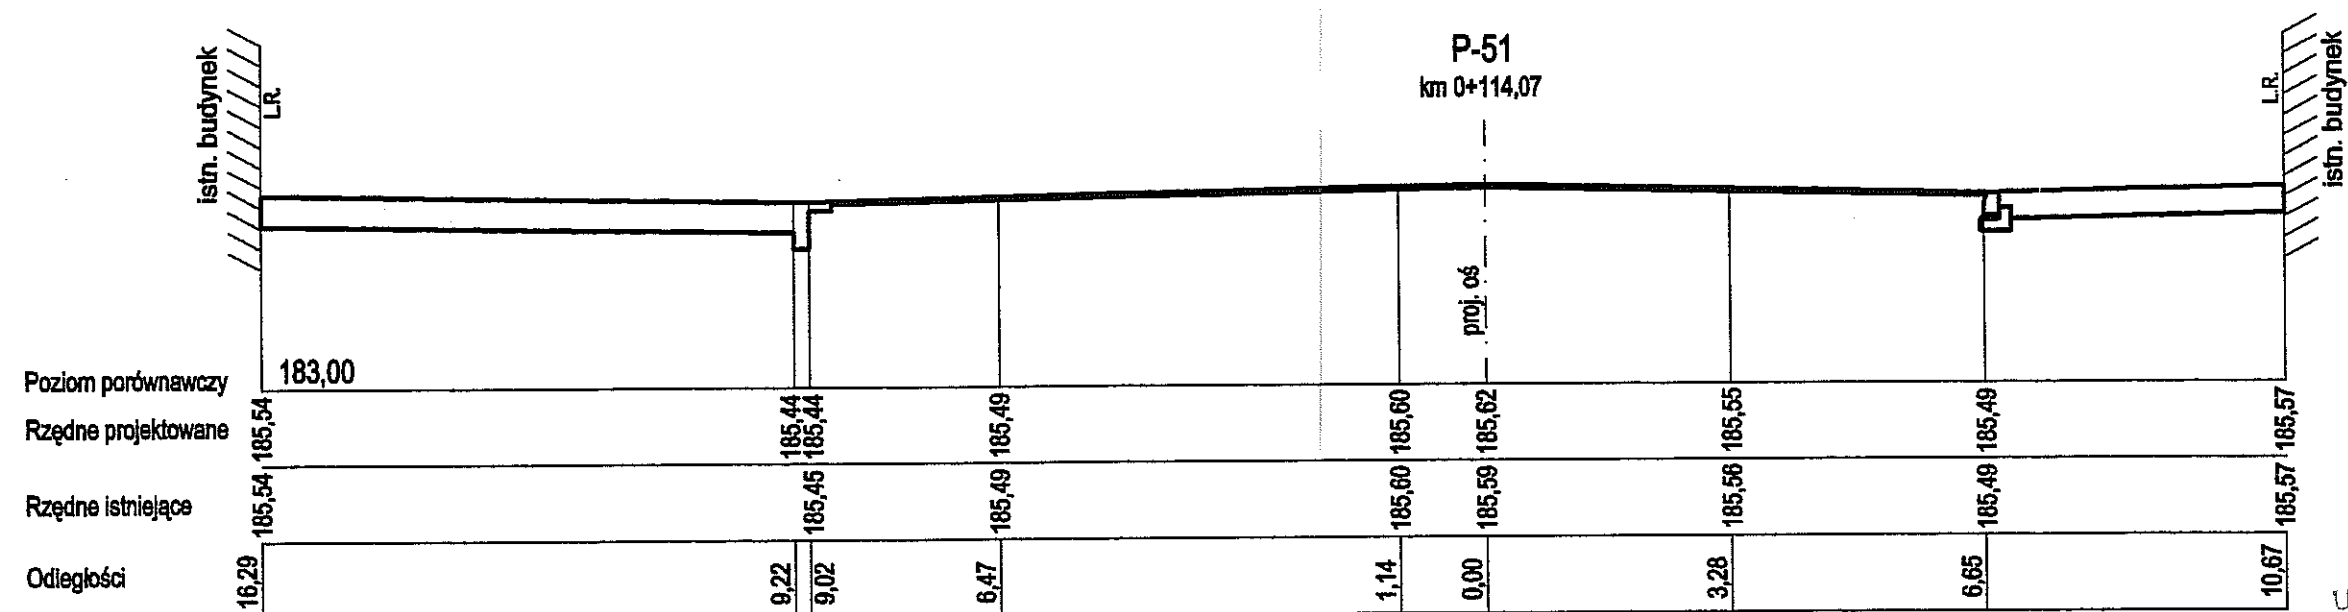 P-51
km 0+114,07
istn. budynek
L.R.
L.R.
istn. budynek
proj. oś
Poziom porównawczy 183,00
Rzędne projektowane 185,54 185,44 185,44 185,49 185,60 185,62 185,55 185,49 185,57
Rzędne istniejące 185,54 185,45 185,49 185,60 185,59 185,56 185,49 185,57
Odległości 16,29 9,22 9,02 6,47 1,14 0,00 3,28 6,65 10,67